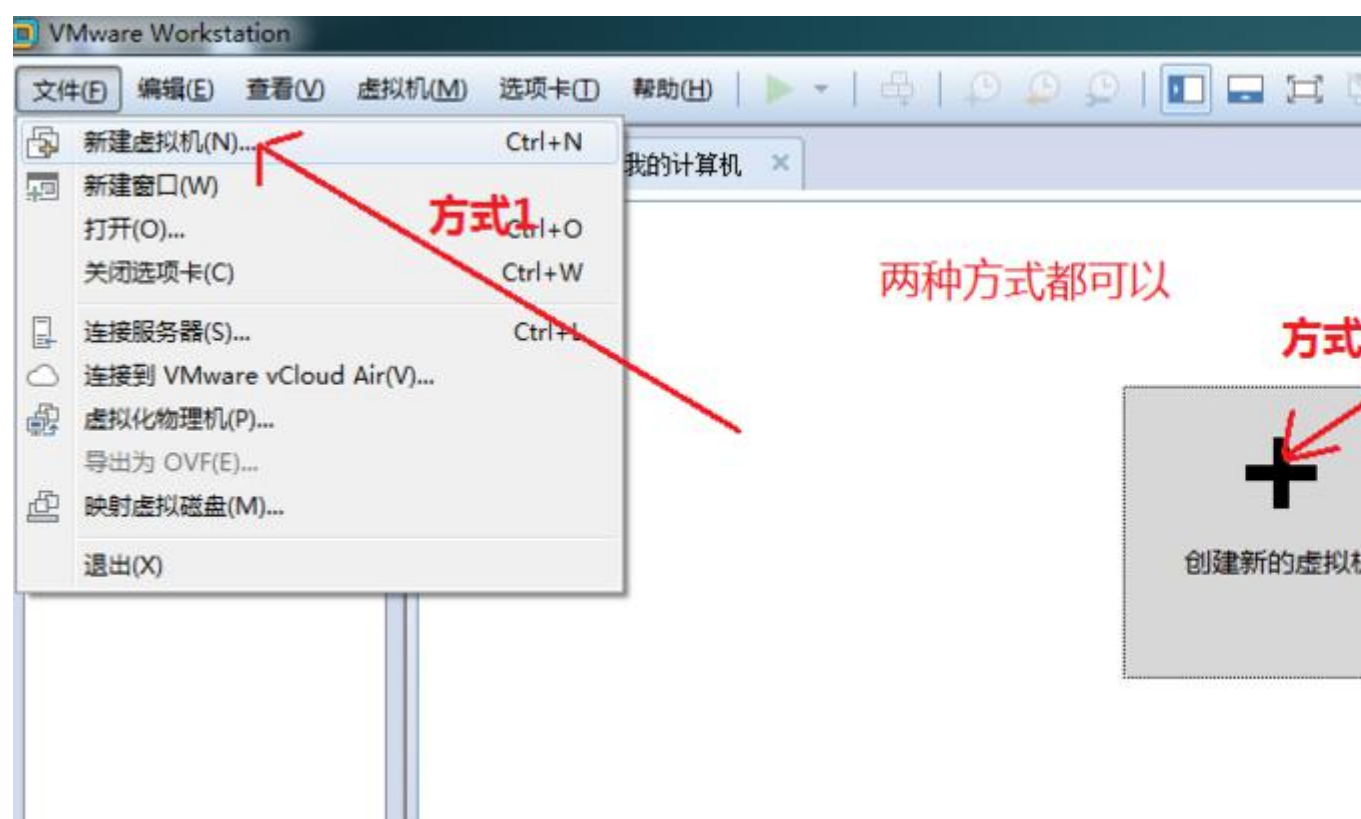 VMware Workstation
文件(F) 编辑(E) 查看(V) 虚拟机(M) 选项卡(T) 帮助(H)
新建虚拟机(N)... Ctrl+N
我的计算机
新建窗口(W)
方式1
打开(O)... Ctrl+O
关闭选项卡(C) Ctrl+W
两种方式都可以
连接服务器(S)... Ctrl+L
方式
连接到 VMware vCloud Air(V)...
虚拟化物理机(P)...
导出为 OVF(E)...
映射虚拟磁盘(M)...
创建新的虚拟机
退出(X)